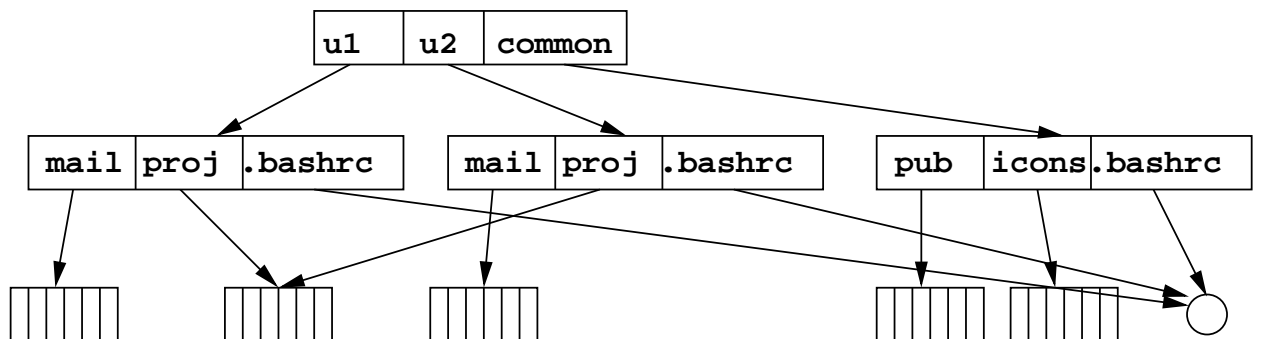 u1 u2 common
mail proj .bashrc mail proj .bashrc pub icons .bashrc